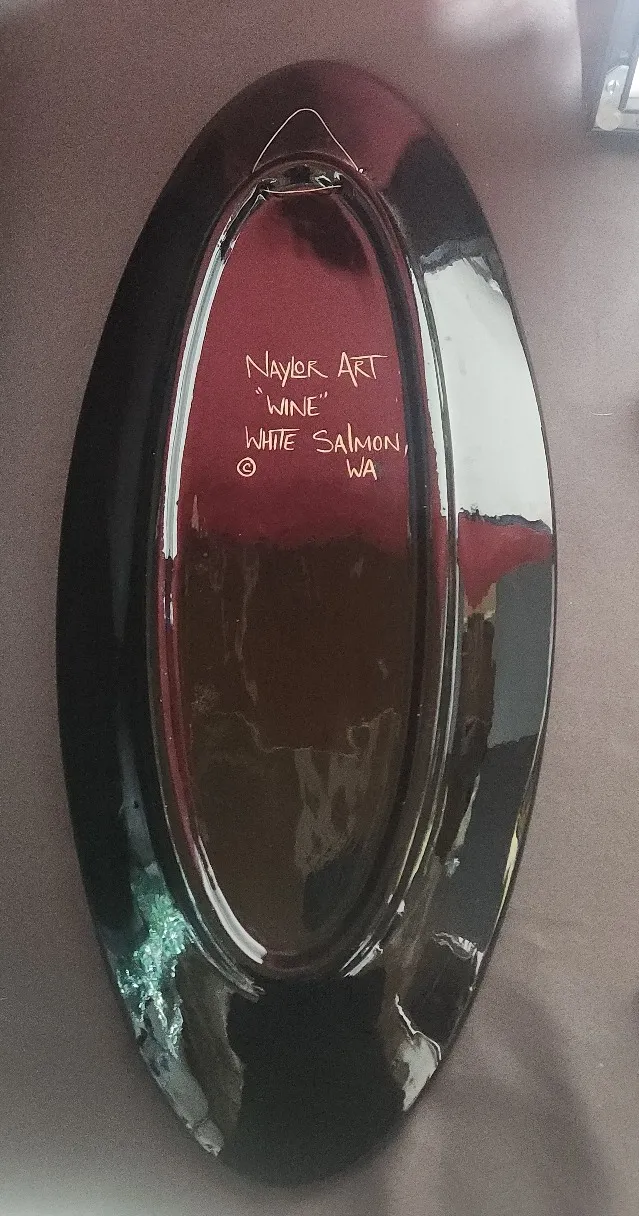 NAYLOR ART
"WINE"
WHITE SALMON,
© WA